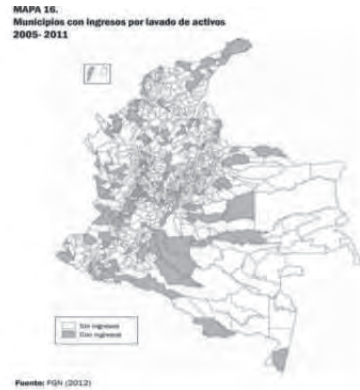 MAPA 16.
Municipios con ingresos por lavado de activos
2005- 2011
Sin ingresos
Con ingresos
Fuente: FGN (2012)